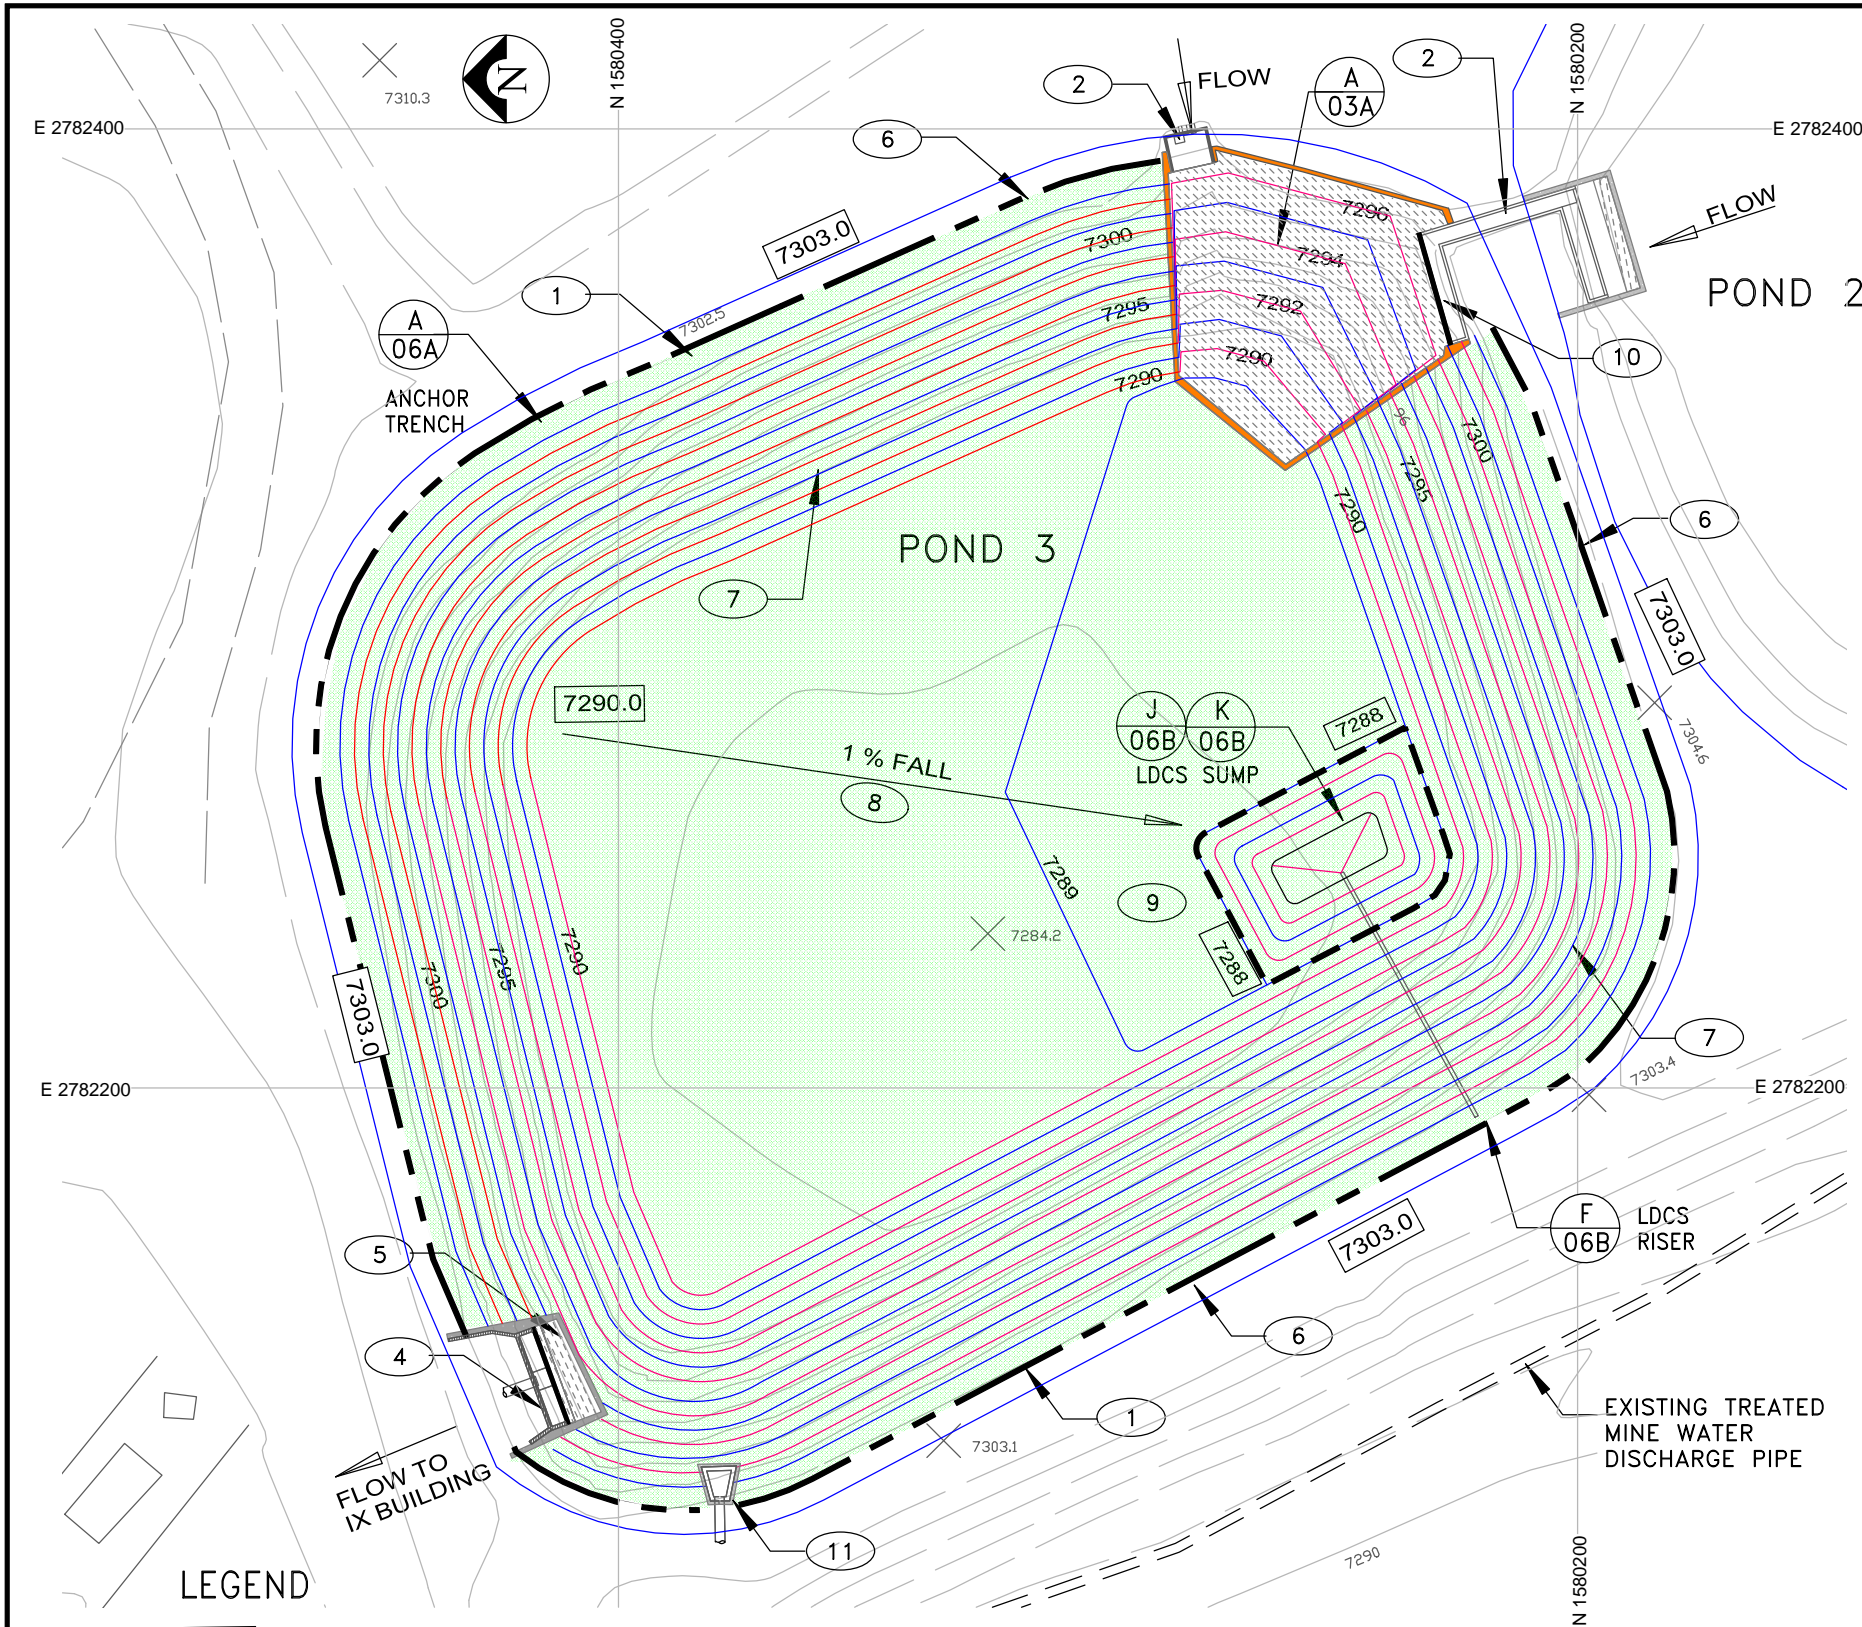 N 1580400
N 1580200
N
7310.3
2
FLOW
A
03A
2
E 2782400
E 2782400
6
7296
FLOW
7303.0
7300
7294
POND 2
1
A
06A
7302.5
7295
7292
10
7290
7290
ANCHOR
TRENCH
96
7300
7295
7290
6
POND 3
7
7303.0
7290.0
J
06B
K
06B
7288
7304.6
1 % FALL
LDCS SUMP
8
7289
9
7284.2
7290
7295
7300
7288
7303.0
7
7303.4
E 2782200
E 2782200
F
06B
LDCS
RISER
7303.0
5
6
4
1
EXISTING TREATED
MINE WATER
DISCHARGE PIPE
7303.1
FLOW TO
IX BUILDING
11
7290
N 1580200
LEGEND